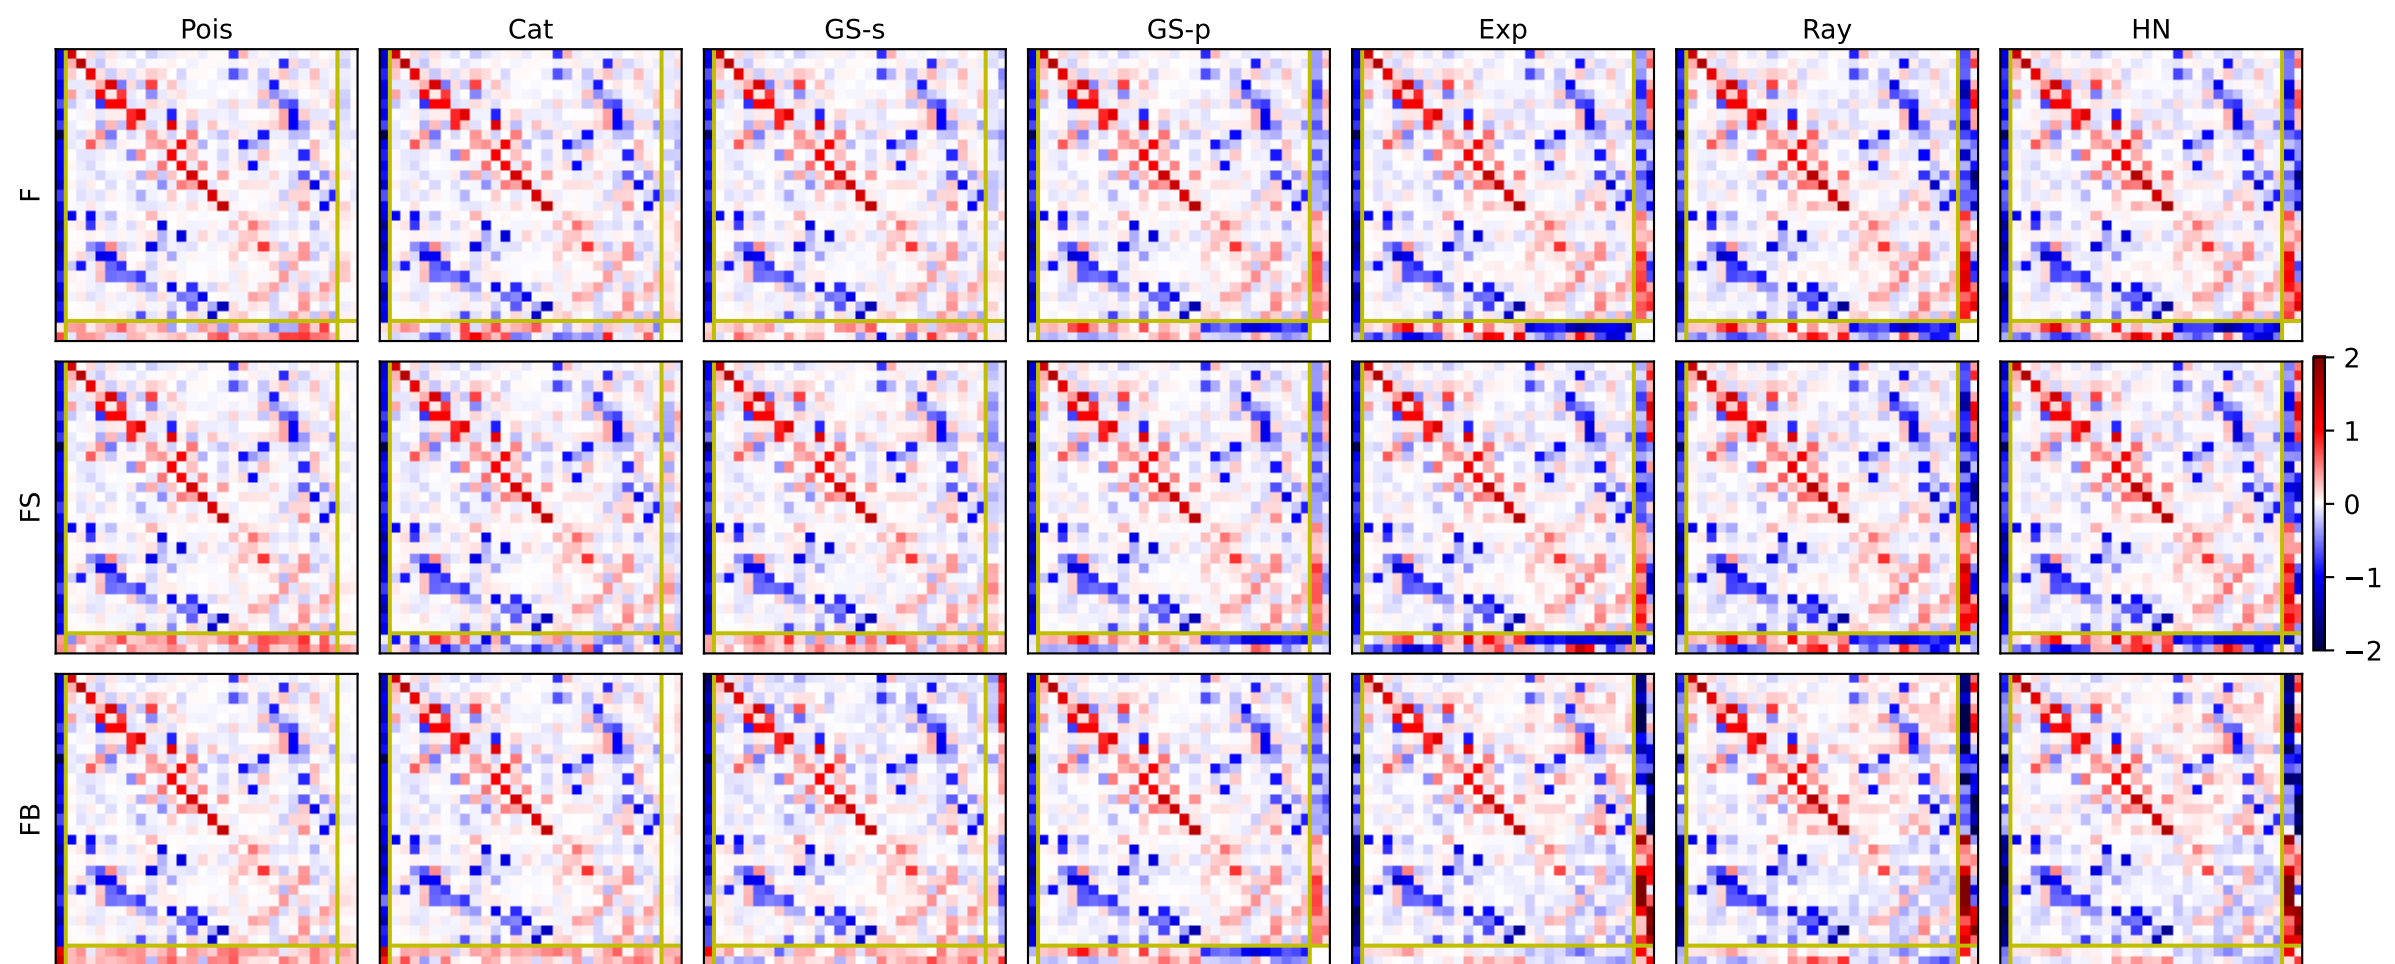 Pois Cat GS-s GS-p Exp Ray HN
F
FS
FB
2
1
0
−1
−2